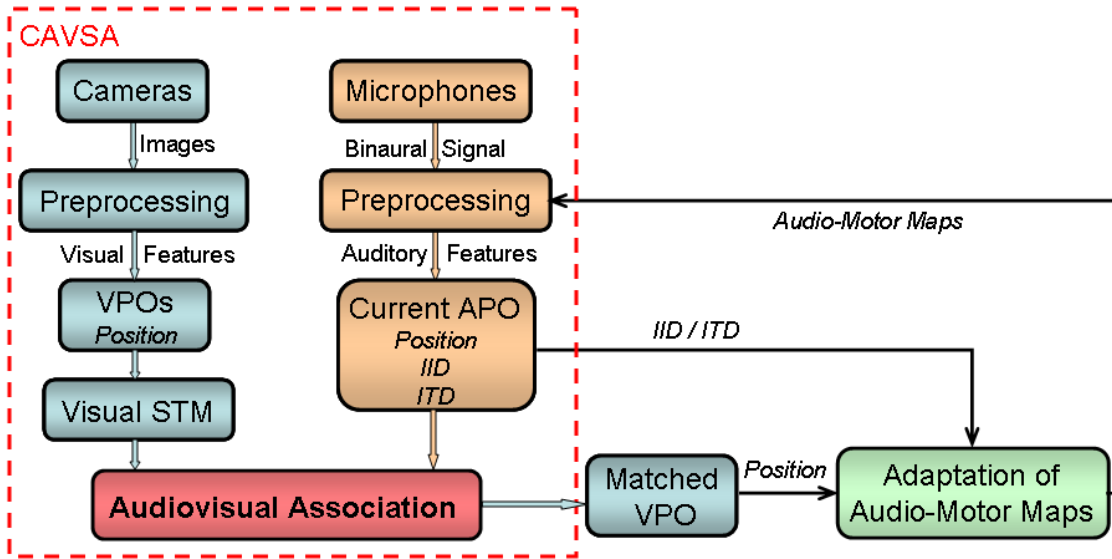 CAVSA
Cameras
Microphones
Images
Binaural Signal
Preprocessing
Preprocessing
Audio-Motor Maps
Visual Features
Auditory Features
VPOs
Position
Current APO
Position
IID
ITD
IID / ITD
Visual STM
Audiovisual Association
Matched
VPO
Position
Adaptation of
Audio-Motor Maps